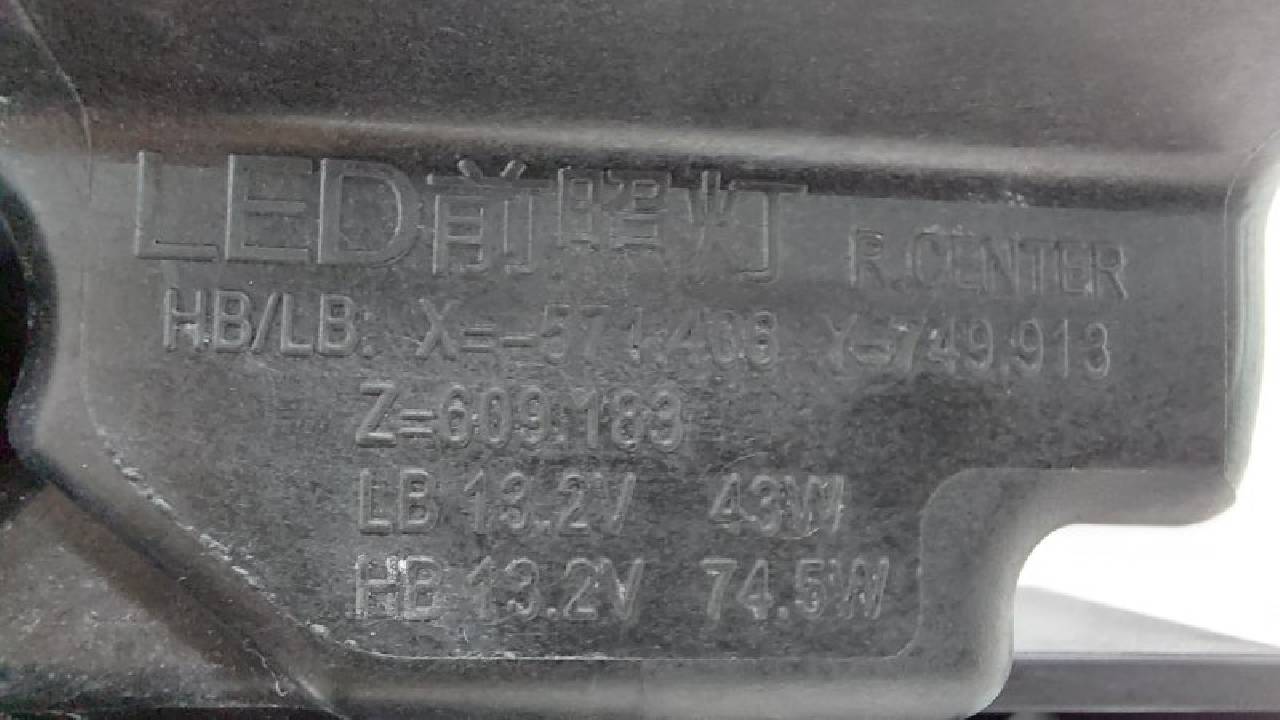 LED前照灯 R.CENTER
HB/LB: X=-571.408 Y=749.913
Z=609.183
LB 13.2V 43W
HB 13.2V 74.5W